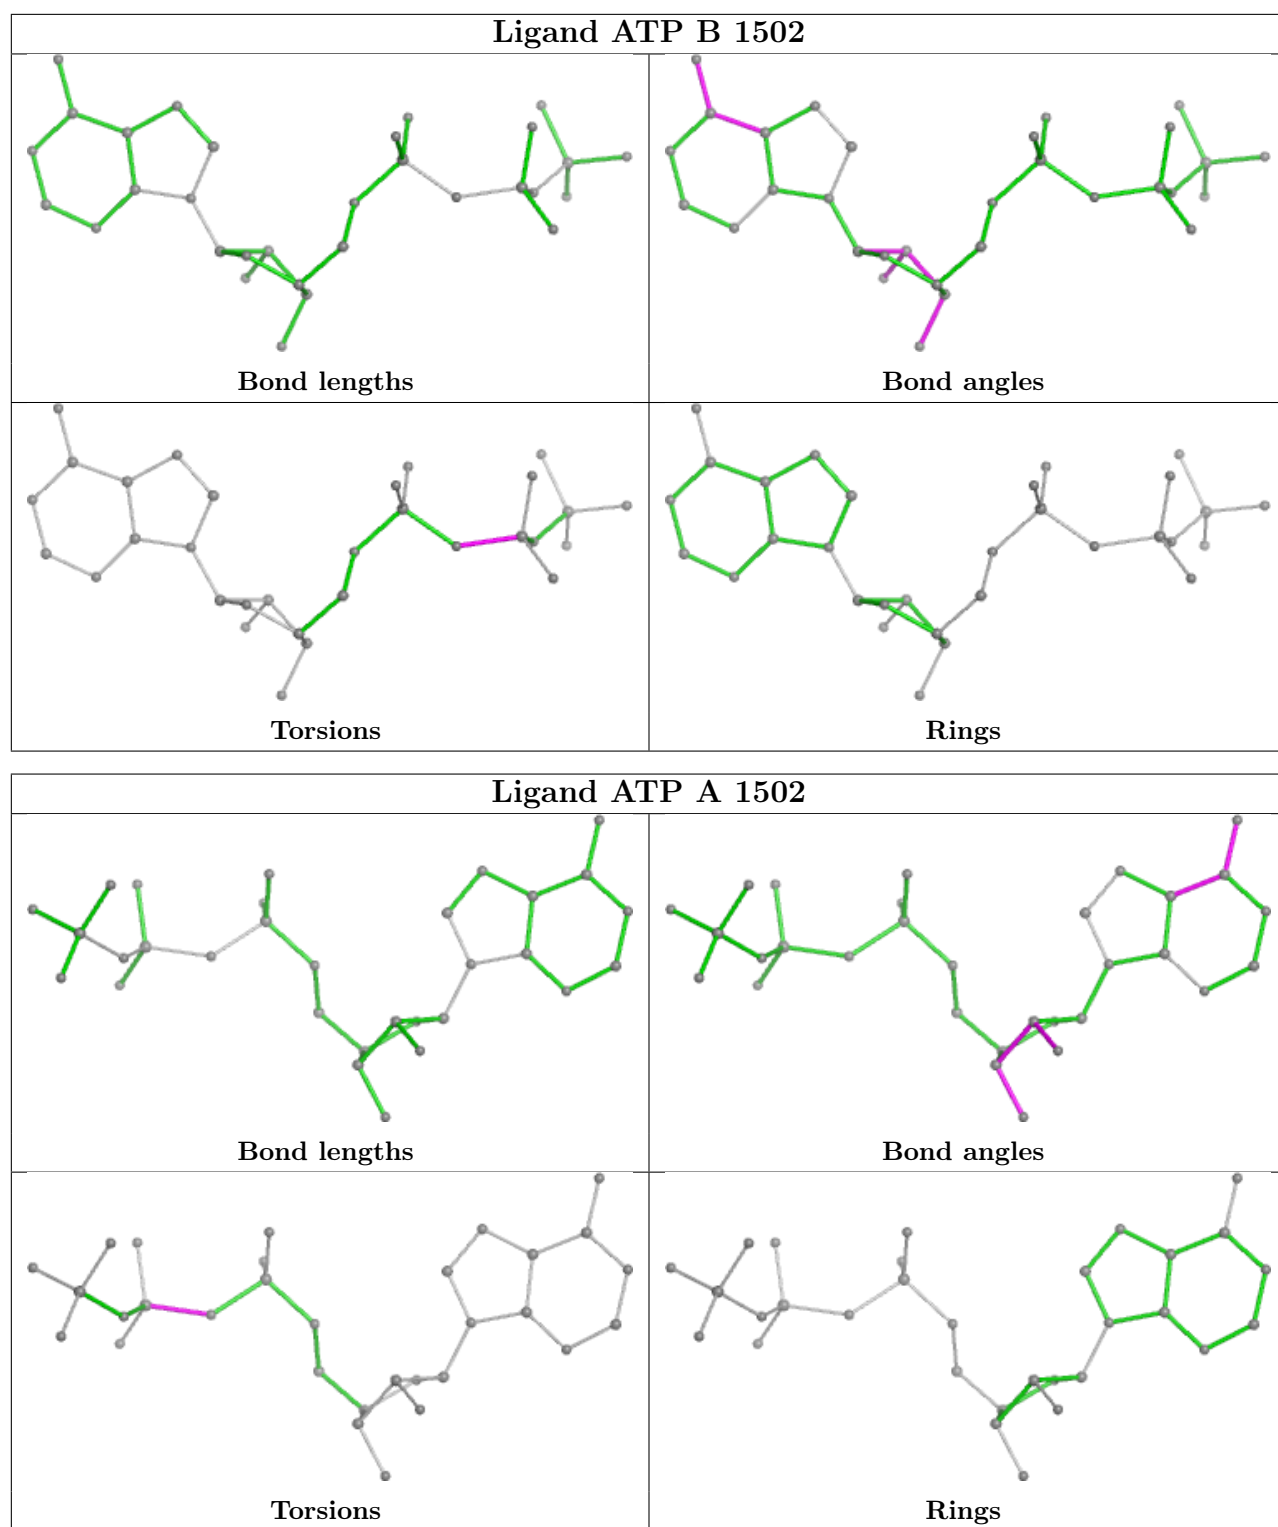 Ligand ATP B 1502
Bond lengths
Bond angles
Torsions
Rings
Ligand ATP A 1502
Bond lengths
Bond angles
Torsions
Rings